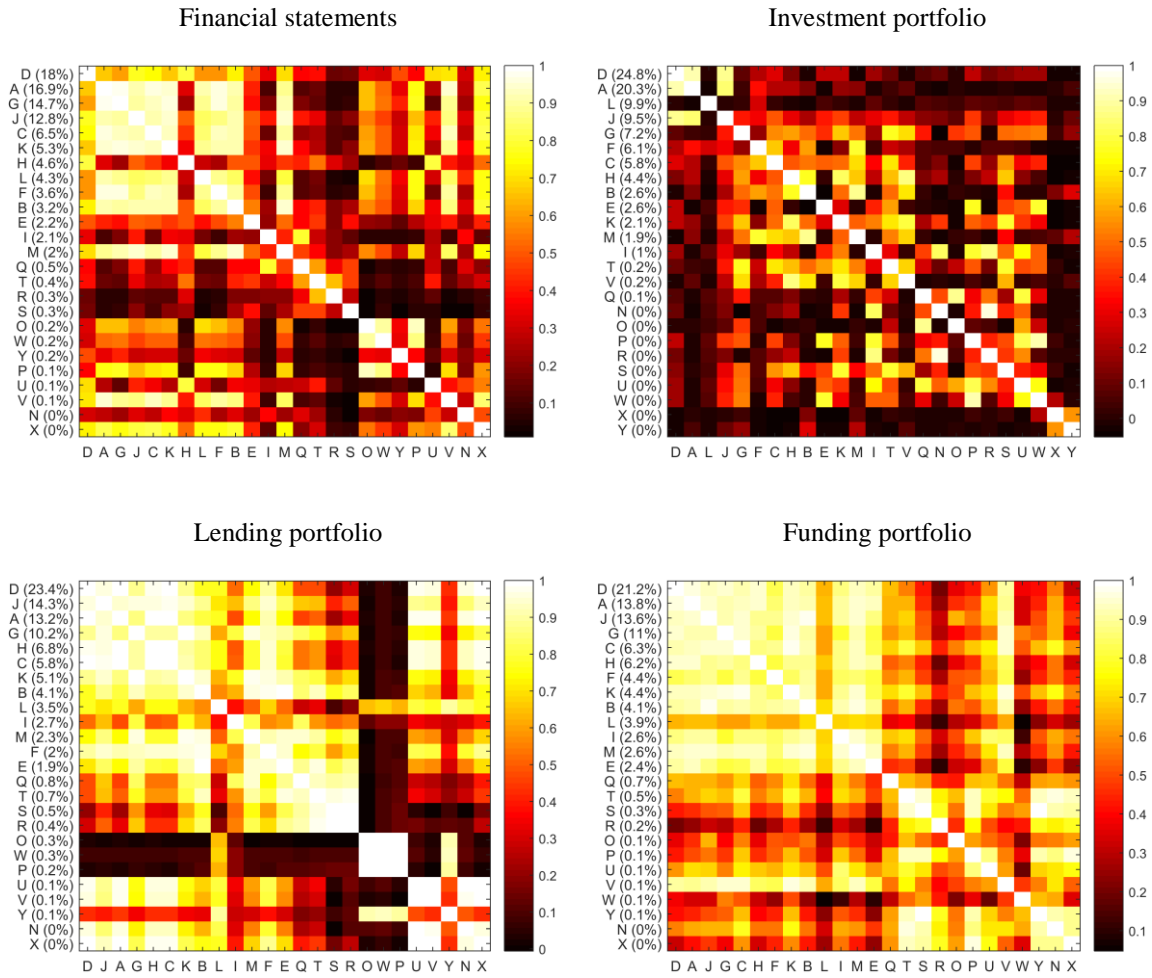 Financial statements
D (18%)
A (16.9%)
G (14.7%)
J (12.8%)
C (6.5%)
K (5.3%)
H (4.6%)
L (4.3%)
F (3.6%)
B (3.2%)
E (2.2%)
I (2.1%)
M (2%)
Q (0.5%)
T (0.4%)
R (0.3%)
S (0.3%)
O (0.2%)
W (0.2%)
Y (0.2%)
P (0.1%)
U (0.1%)
V (0.1%)
N (0%)
X (0%)
D A G J C K H L F B E I M Q T R S O W Y P U V N X
1
0.9
0.8
0.7
0.6
0.5
0.4
0.3
0.2
0.1
Investment portfolio
D (24.8%)
A (20.3%)
L (9.9%)
J (9.5%)
G (7.2%)
F (6.1%)
C (5.8%)
H (4.4%)
B (2.6%)
E (2.6%)
K (2.1%)
M (1.9%)
I (1%)
T (0.2%)
V (0.2%)
Q (0.1%)
N (0%)
O (0%)
P (0%)
R (0%)
S (0%)
U (0%)
W (0%)
X (0%)
Y (0%)
D A L J G F C H B E K M I T V Q N O P R S U W X Y
1
0.9
0.8
0.7
0.6
0.5
0.4
0.3
0.2
0.1
0
Lending portfolio
D (23.4%)
J (14.3%)
A (13.2%)
G (10.2%)
H (6.8%)
C (5.8%)
K (5.1%)
B (4.1%)
L (3.5%)
I (2.7%)
M (2.3%)
F (2%)
E (1.9%)
Q (0.8%)
T (0.7%)
S (0.5%)
R (0.4%)
O (0.3%)
W (0.3%)
P (0.2%)
U (0.1%)
V (0.1%)
Y (0.1%)
N (0%)
X (0%)
D J A G H C K B L I M F E Q T S R O W P U V Y N X
1
0.9
0.8
0.7
0.6
0.5
0.4
0.3
0.2
0.1
0
Funding portfolio
D (21.2%)
A (13.8%)
J (13.6%)
G (11%)
C (6.3%)
H (6.2%)
F (4.4%)
K (4.4%)
B (4.1%)
L (3.9%)
I (2.6%)
M (2.6%)
E (2.4%)
Q (0.7%)
T (0.5%)
S (0.3%)
R (0.2%)
O (0.1%)
P (0.1%)
U (0.1%)
V (0.1%)
W (0.1%)
Y (0.1%)
N (0%)
X (0%)
D A J G C H F K B L I M E Q T S R O P U V W Y N X
1
0.9
0.8
0.7
0.6
0.5
0.4
0.3
0.2
0.1